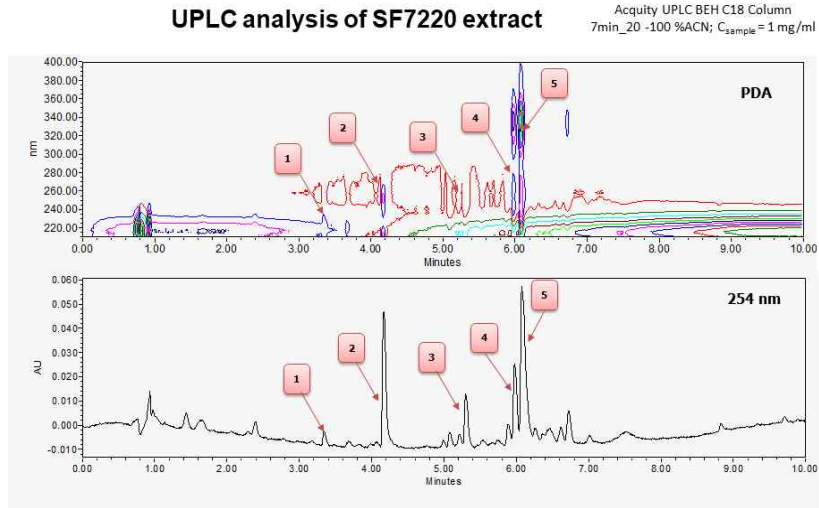 UPLC analysis of SF7220 extract
Acquity UPLC BEH C18 Column
7min_20 -100 %ACN; Csample = 1 mg/ml
400.00
380.00
360.00
340.00
320.00
300.00
280.00
260.00
240.00
220.00
nm
PDA
1
2
3
4
5
0.00 1.00 2.00 3.00 4.00 5.00 6.00 7.00 8.00 9.00 10.00
Minutes
0.060
0.050
0.040
0.030
0.020
0.010
0.000
-0.010
AU
254 nm
1
2
3
4
5
0.00 1.00 2.00 3.00 4.00 5.00 6.00 7.00 8.00 9.00 10.00
Minutes